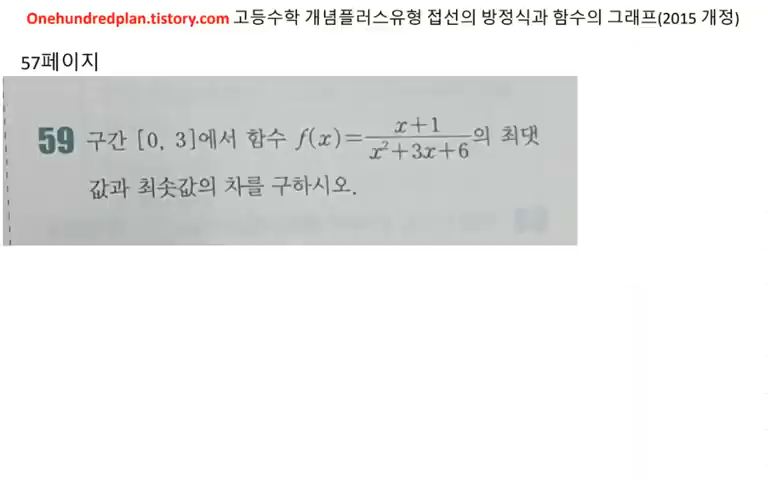 Onehundredplan.tistory.com 고등수학 개념플러스유형 접선의 방정식과 함수의 그래프(2015 개정)
57페이지
59 구간 [0, 3]에서 함수 f(x)=\frac{x+1}{x²+3x+6}의 최댓
값과 최솟값의 차를 구하시오.